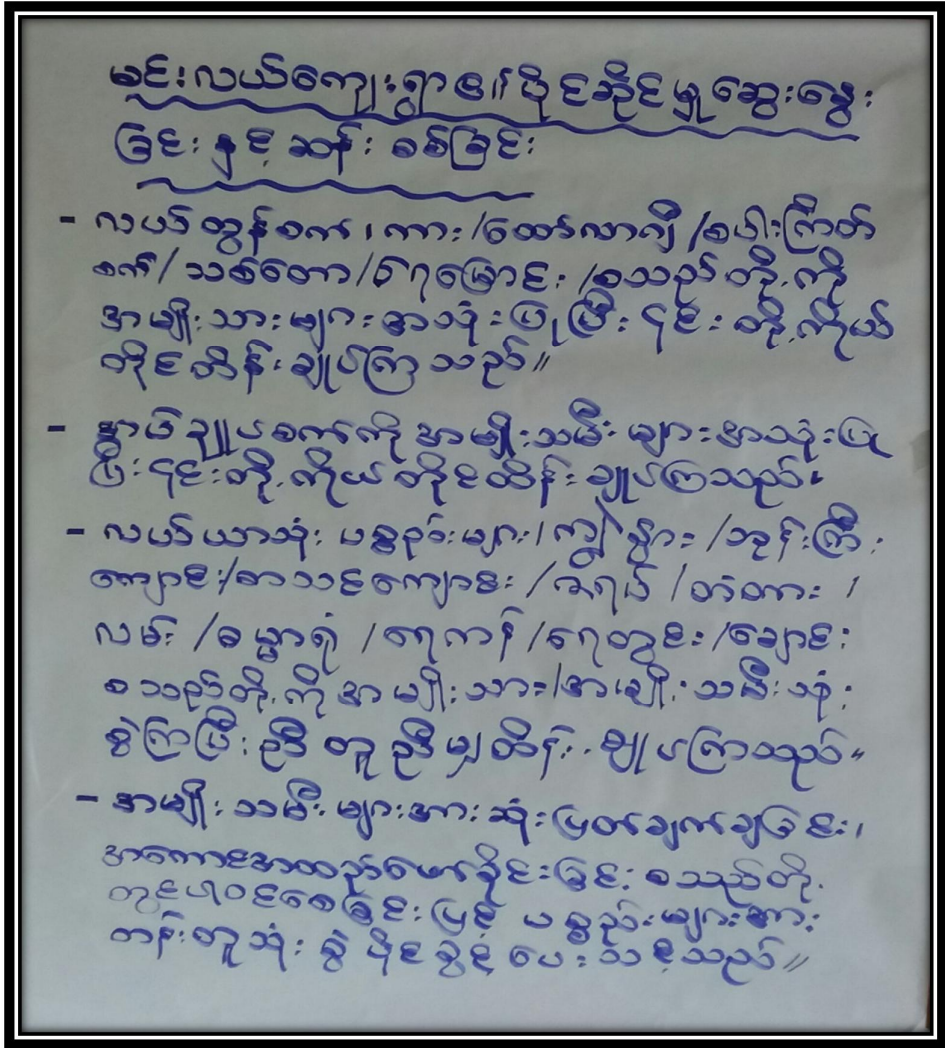 မင်းလယ်ကျေးရွာ၏ ပိုင်ဆိုင်မှု ဆွေးနွေး
ခြင်း နှင့် ဆန်းစစ်ခြင်း
- လယ်ထွန်စက်၊ ကား/ထော်လာဂျီ/စပါးကြိတ်
စက်/သစ်တော/ရေမြောင်း/စသည်တို့ကို
အမျိုးသားများအသုံးပြုပြီး ၎င်းတို့ကိုယ်
တိုင်ထိန်းချုပ်ကြသည်။
- စက်ကို အမျိုးသမီးများအသုံးပြု
ပြီး ၎င်းတို့ကိုယ်တိုင်ထိန်းချုပ်ကြသည်။
- လယ်ယာသုံးပစ္စည်းများ၊ ကျွဲ နွား/ဘုန်းကြီး
ကျောင်း/စာသင်ကျောင်း/ဇရပ်/တံတား/
လမ်း/ဓမ္မာရုံ/ရေကန်/ရေတွင်း/ချောင်း
စသည်တို့ကို အမျိုးသား/အမျိုးသမီးသုံး
စွဲကြပြီး ညီတူညီမျှထိန်းချုပ်ကြသည်။
- အမျိုးသမီးများအား ဆုံးဖြတ်ချက်ချခြင်း၊
အကောင်အထည်ဖော်ခိုင်းခြင်း စသည်တို့
တွင်ပါဝင်စေခြင်းဖြင့် ပစ္စည်းများအား
တန်းတူသုံးစွဲပိုင်ခွင့်ပေးသင့်သည်။